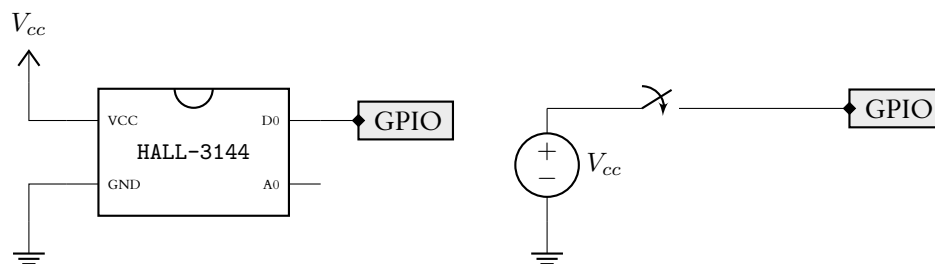 V_cc
VCC
D0
GPIO
HALL-3144
GND
A0
GPIO
+
−
V_cc